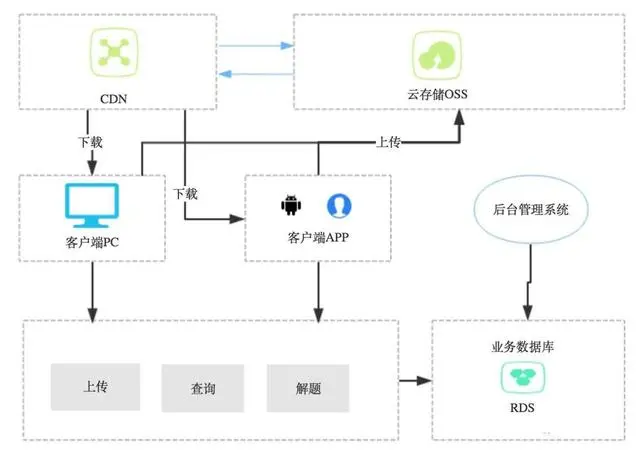 CDN
云存储OSS
下载
上传
下载
客户端PC
客户端APP
后台管理系统
业务数据库
上传
查询
解题
RDS